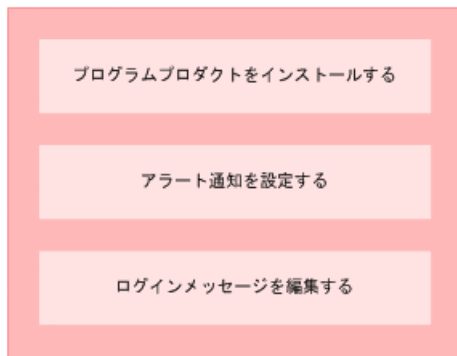 プログラムプロダクトをインストールする
アラート通知を設定する
ログインメッセージを編集する